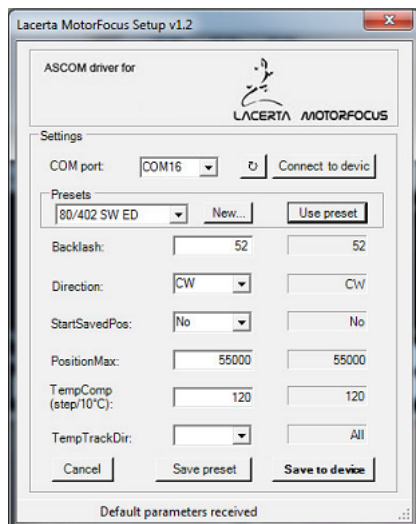 Lacerta MotorFocus Setup v1.2
ASCOM driver for
LACERTA MOTORFOCUS
Settings
COM port: COM16 ↻ Connect to devic
Presets
80/402 SW ED New... Use preset
Backlash: 52 52
Direction: CW CW
StartSavedPos: No No
PositionMax: 55000 55000
TempComp
(step/10°C): 120 120
TempTrackDir: All
Cancel Save preset Save to device
Default parameters received